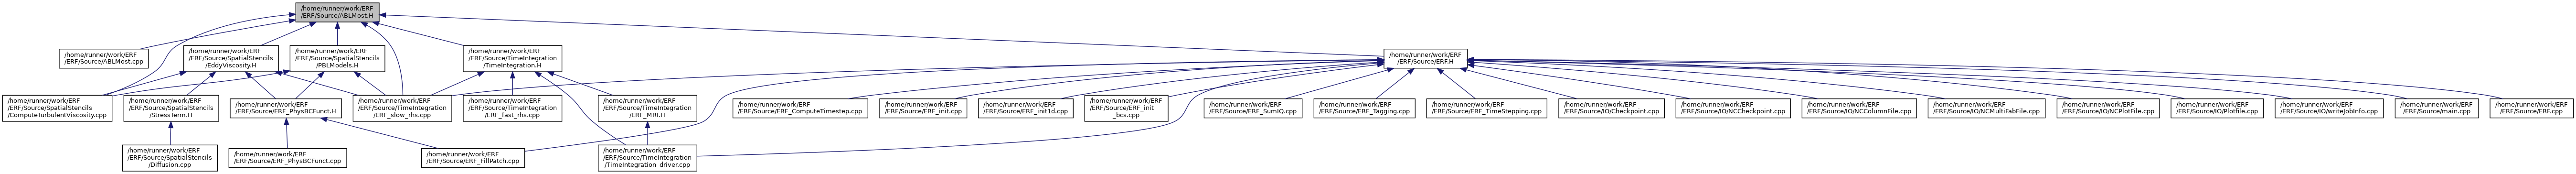 /home/runner/work/ERF
/ERF/Source/ABLMost.H
/home/runner/work/ERF
/ERF/Source/ABLMost.cpp
/home/runner/work/ERF
/ERF/Source/SpatialStencils
/EddyViscosity.H
/home/runner/work/ERF
/ERF/Source/SpatialStencils
/PBLModels.H
/home/runner/work/ERF
/ERF/Source/TimeIntegration
/TimeIntegration.H
/home/runner/work/ERF
/ERF/Source/ERF.H
/home/runner/work/ERF
/ERF/Source/SpatialStencils
/ComputeTurbulentViscosity.cpp
/home/runner/work/ERF
/ERF/Source/SpatialStencils
/StressTerm.H
/home/runner/work/ERF
/ERF/Source/ERF_PhysBCFunct.H
/home/runner/work/ERF
/ERF/Source/TimeIntegration
/ERF_slow_rhs.cpp
/home/runner/work/ERF
/ERF/Source/TimeIntegration
/ERF_fast_rhs.cpp
/home/runner/work/ERF
/ERF/Source/TimeIntegration
/ERF_MRI.H
/home/runner/work/ERF
/ERF/Source/ERF_ComputeTimestep.cpp
/home/runner/work/ERF
/ERF/Source/ERF_init.cpp
/home/runner/work/ERF
/ERF/Source/ERF_init1d.cpp
/home/runner/work/ERF
/ERF/Source/ERF_init
_bcs.cpp
/home/runner/work/ERF
/ERF/Source/ERF_SumIQ.cpp
/home/runner/work/ERF
/ERF/Source/ERF_Tagging.cpp
/home/runner/work/ERF
/ERF/Source/ERF_TimeStepping.cpp
/home/runner/work/ERF
/ERF/Source/IO/Checkpoint.cpp
/home/runner/work/ERF
/ERF/Source/IO/NCCheckpoint.cpp
/home/runner/work/ERF
/ERF/Source/IO/NCColumnFile.cpp
/home/runner/work/ERF
/ERF/Source/IO/NCMultiFabFile.cpp
/home/runner/work/ERF
/ERF/Source/IO/NCPlotFile.cpp
/home/runner/work/ERF
/ERF/Source/IO/Plotfile.cpp
/home/runner/work/ERF
/ERF/Source/IO/writeJobInfo.cpp
/home/runner/work/ERF
/ERF/Source/main.cpp
/home/runner/work/ERF
/ERF/Source/ERF.cpp
/home/runner/work/ERF
/ERF/Source/SpatialStencils
/Diffusion.cpp
/home/runner/work/ERF
/ERF/Source/ERF_PhysBCFunct.cpp
/home/runner/work/ERF
/ERF/Source/ERF_FillPatch.cpp
/home/runner/work/ERF
/ERF/Source/TimeIntegration
/TimeIntegration_driver.cpp